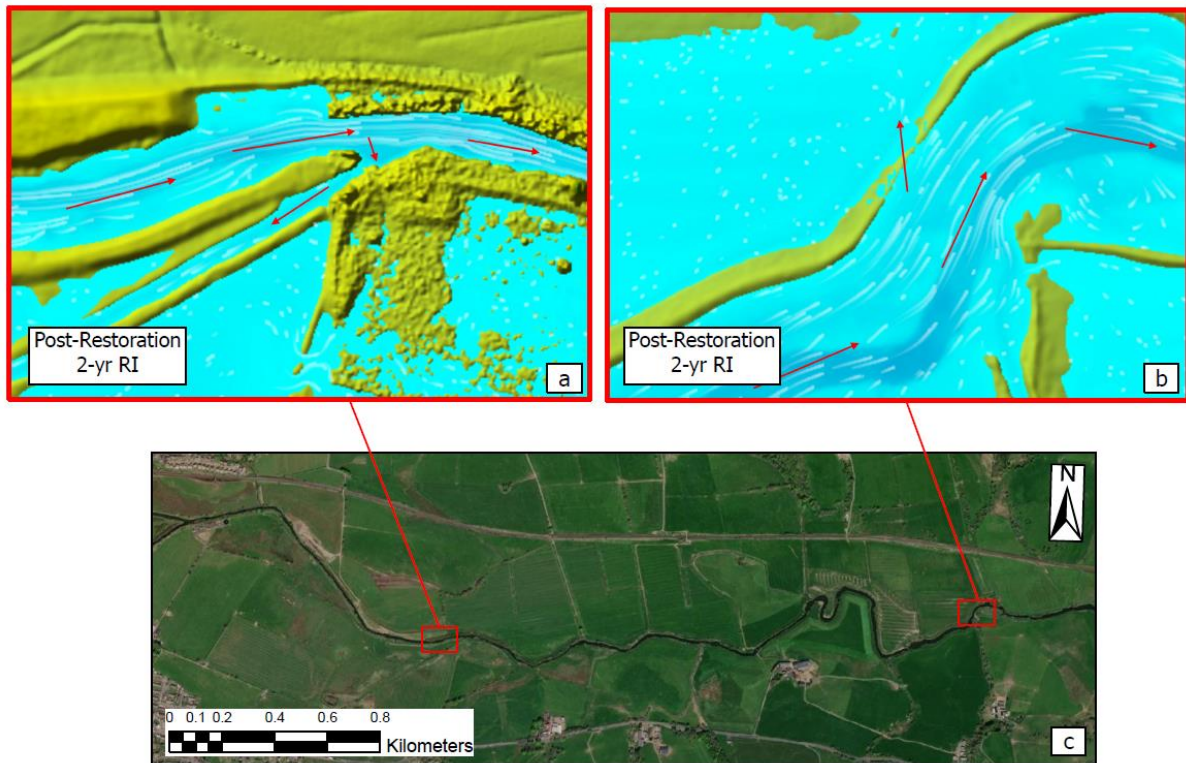 Post-Restoration
2-yr RI
a
Post-Restoration
2-yr RI
b
N
0 0.1 0.2 0.4 0.6 0.8
Kilometers
c